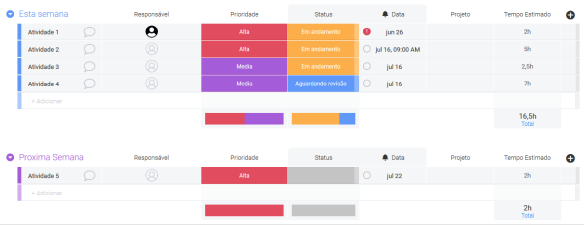 Esta semana Responsável Prioridade Status Data Projeto Tempo Estimado
Atividade 1 Alta Em andamento jun 26 2h
Atividade 2 Alta Em andamento jul 16, 09:00 AM 5h
Atividade 3 Media Em andamento jul 16 2,5h
Atividade 4 Media Aguardando revisão jul 16 7h
+ Adicionar
16,5h
Total
Proxima Semana Responsável Prioridade Status Data Projeto Tempo Estimado
Atividade 5 Alta jul 22 2h
+ Adicionar
2h
Total